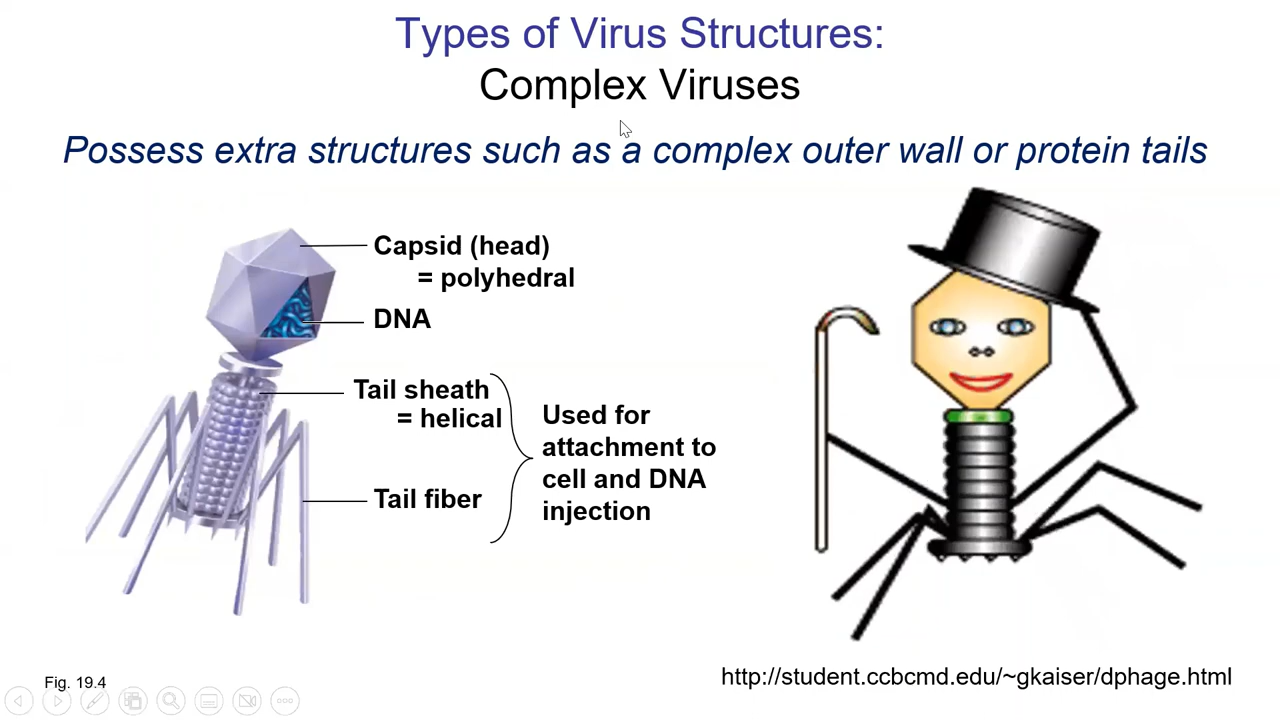 Types of Virus Structures:
Complex Viruses
Possess extra structures such as a complex outer wall or protein tails
Capsid (head)
= polyhedral
DNA
Tail sheath
= helical
Tail fiber
Used for
attachment to
cell and DNA
injection
Fig. 19.4
http://student.ccbcmd.edu/~gkaiser/dphage.html